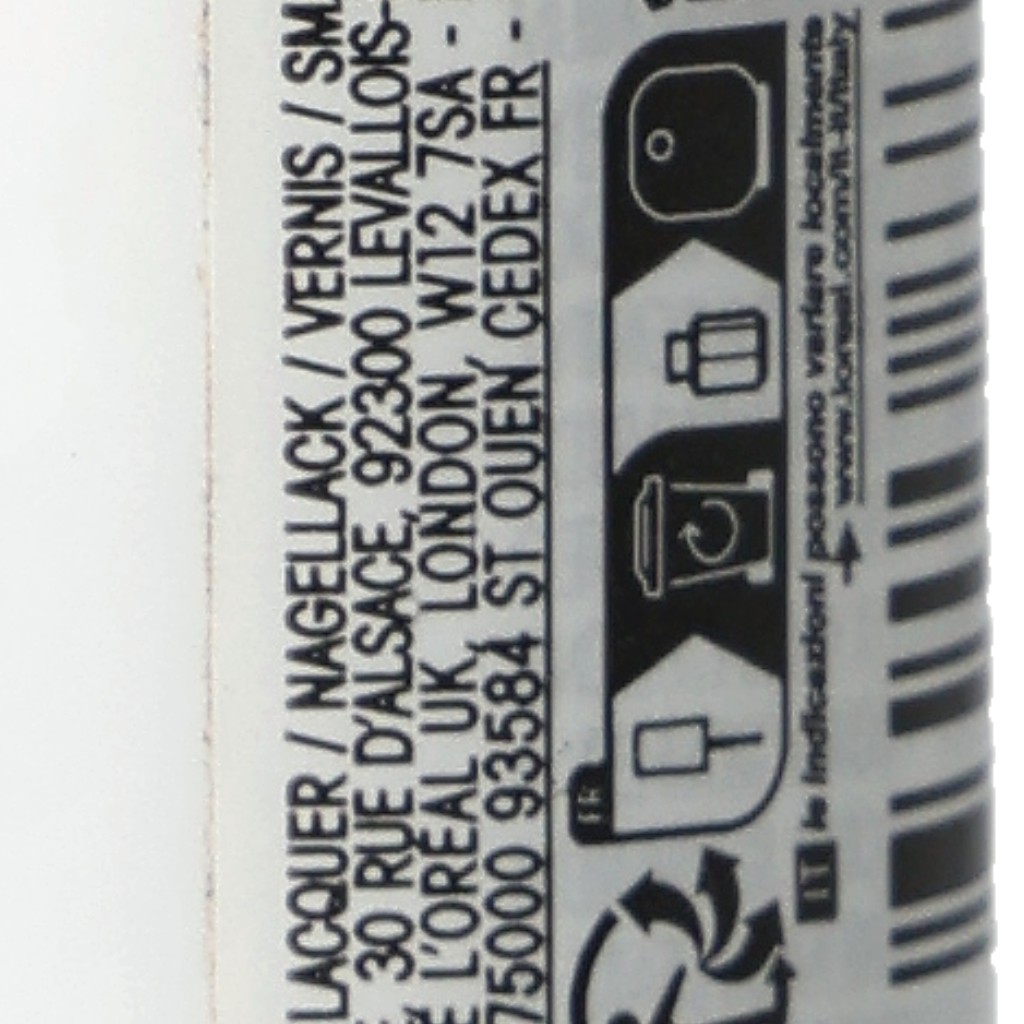 LACQUER / NAGELLACK / VERNIS / SM
30 RUE D'ALSACE, 92300 LEVALLOIS-
L'ORÉAL UK, LONDON, W12 7SA -
75000 93584 ST OUEN CEDEX FR -
FR
IT le indicazioni possono variare localmente
www.loreal.com/it-it/italy